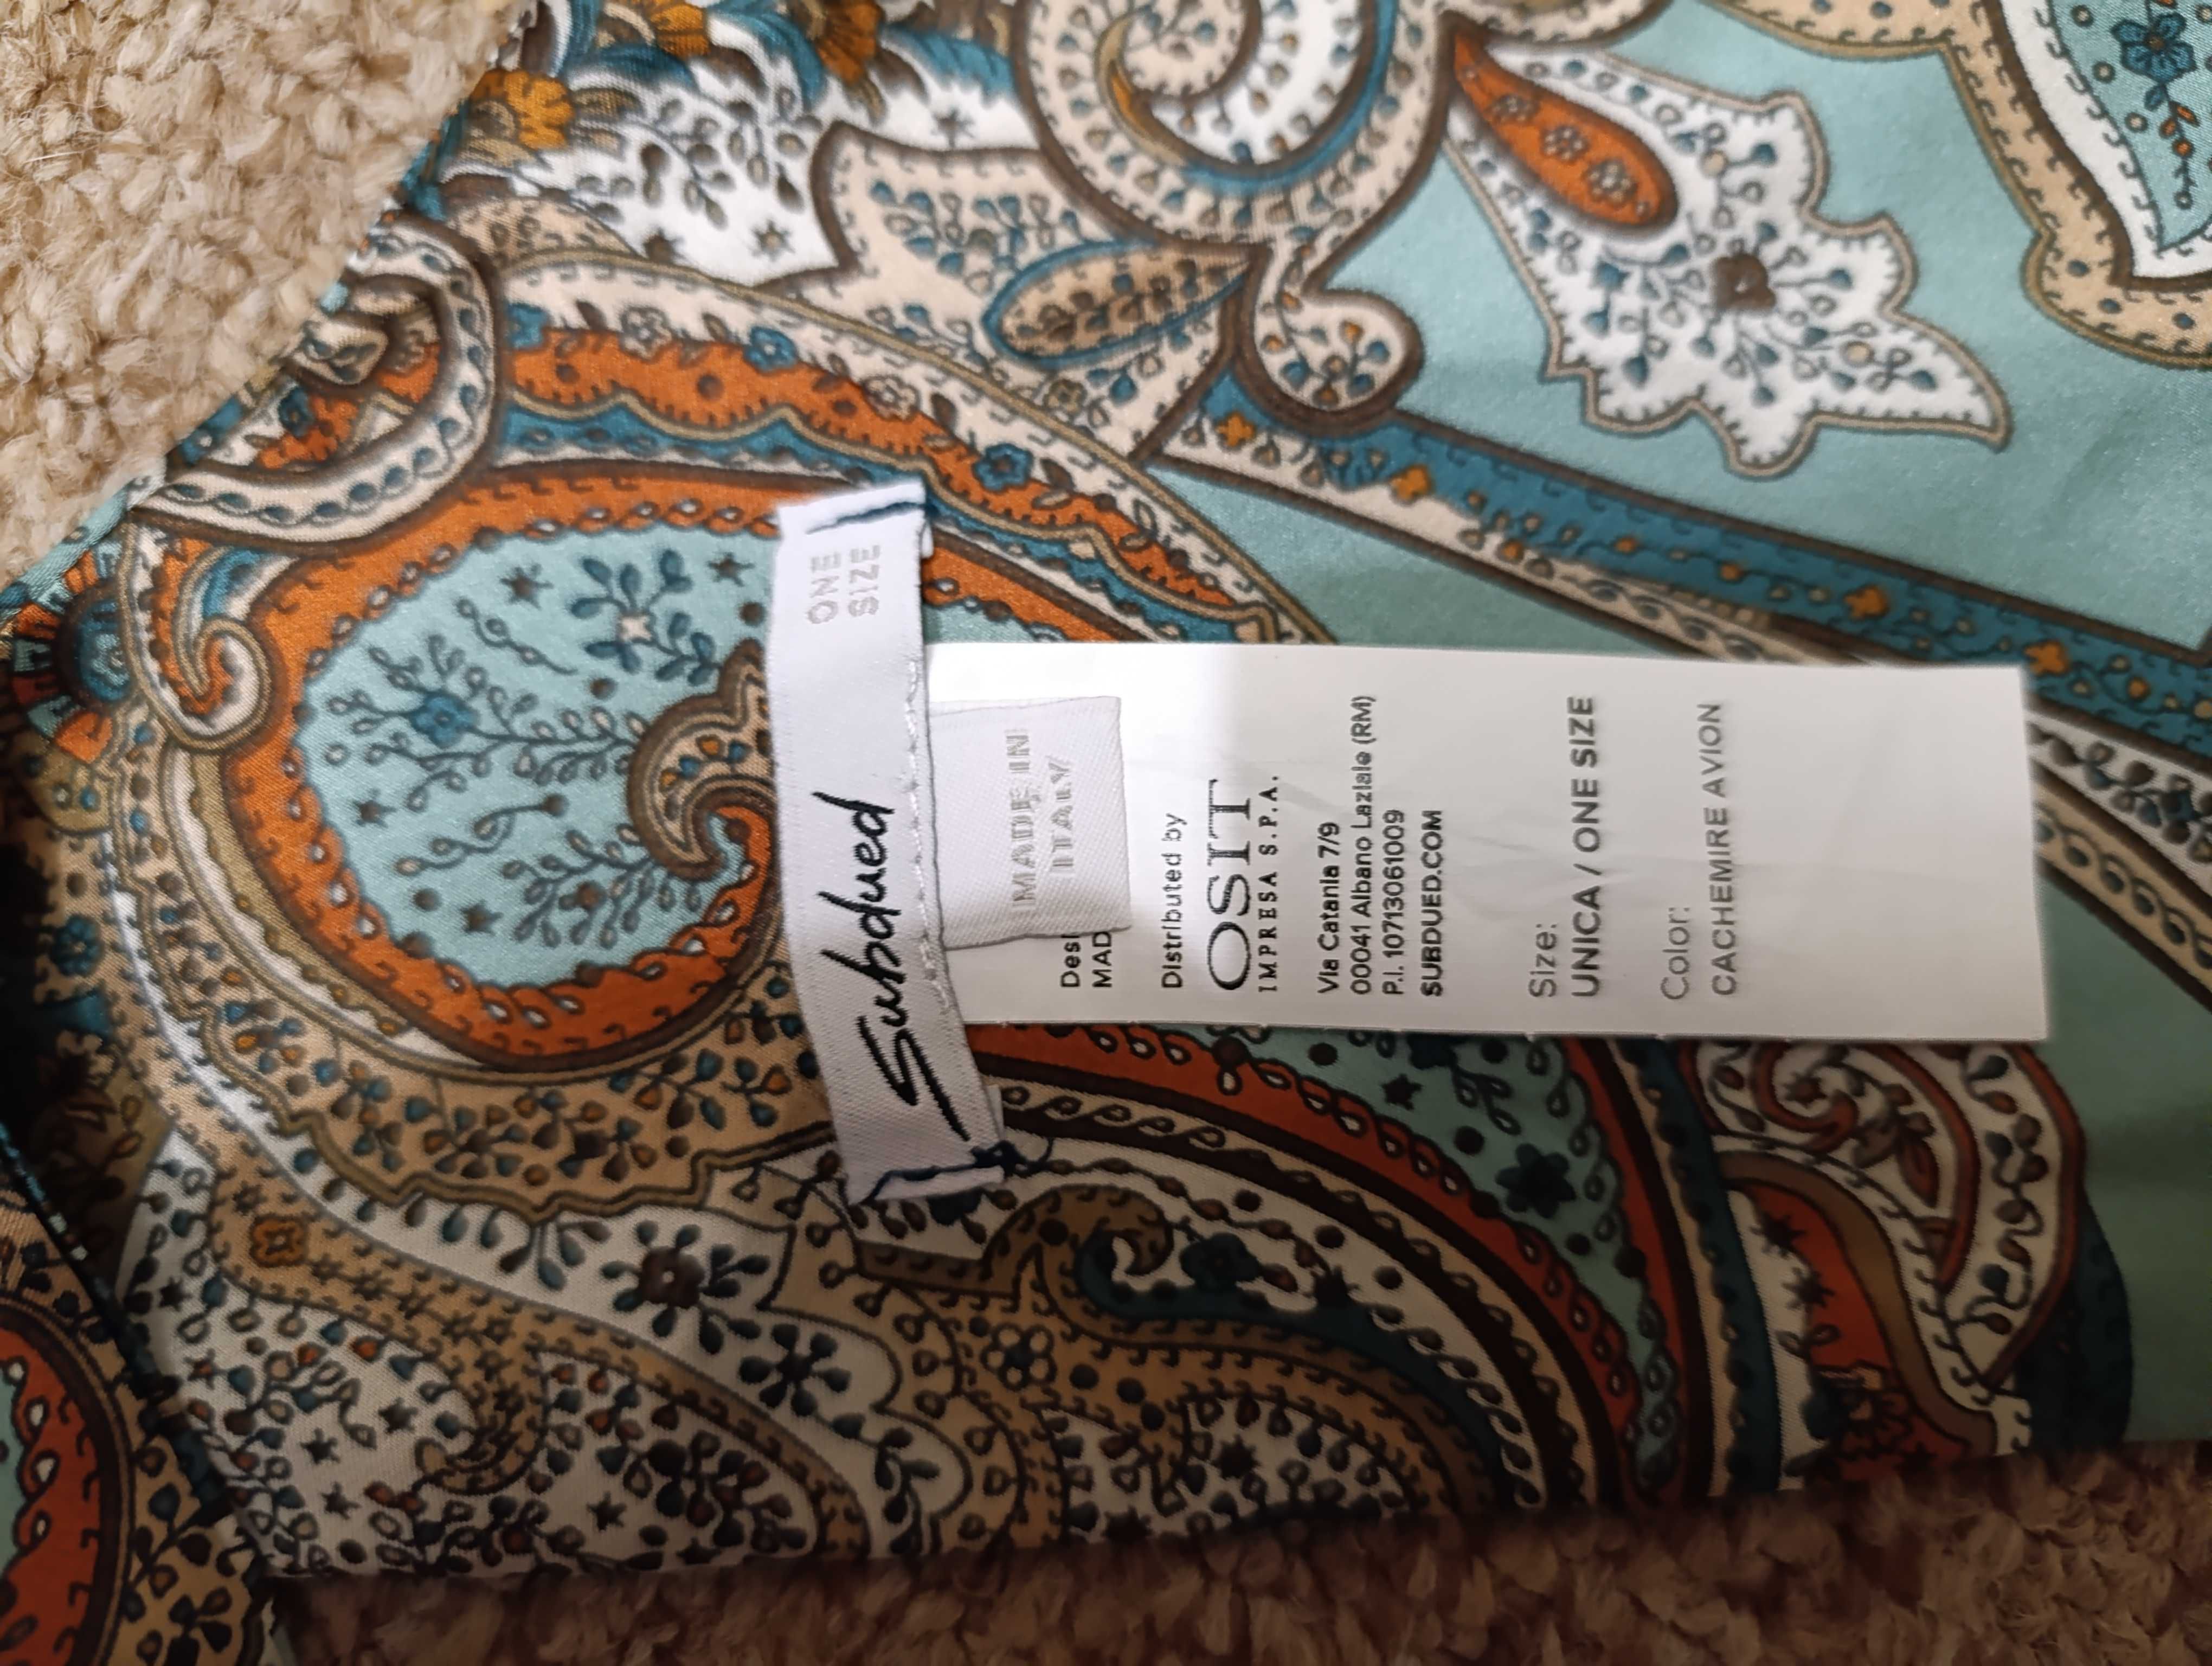 Subdued
ONE
SIZE
MADE IN
ITALY
MAD
Distributed by
OSIT
IMPRESA S.P.A.
Via Catania 7/9
00041 Albano Laziale (RM)
P.I. 10713061009
SUBDUED.COM
Size:
UNICA / ONE SIZE
Color:
CACHEMIRE AVION